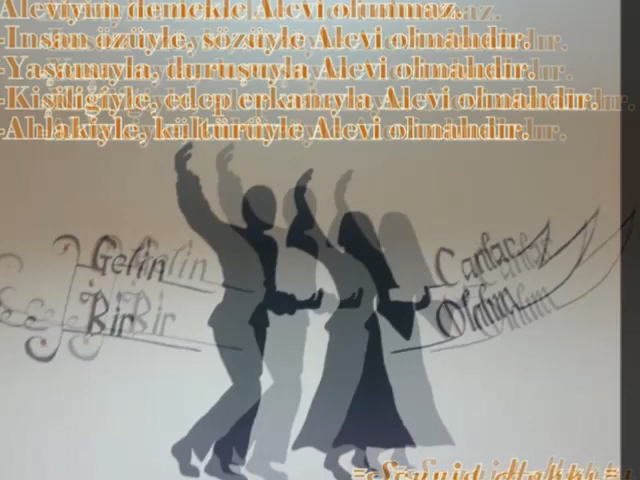 Aleviyim demekle Alevi olunmaz.
-İnsan özüyle, sözüyle Alevi olmalıdır.
-Yaşamıyla, duruşuyla Alevi olmalıdır.
-Kişiliğiyle, edep erkanıyla Alevi olmalıdır.
-Ahlakıyla, kültürüyle Alevi olmalıdır.
Gelin Canlar
Bir Olalım